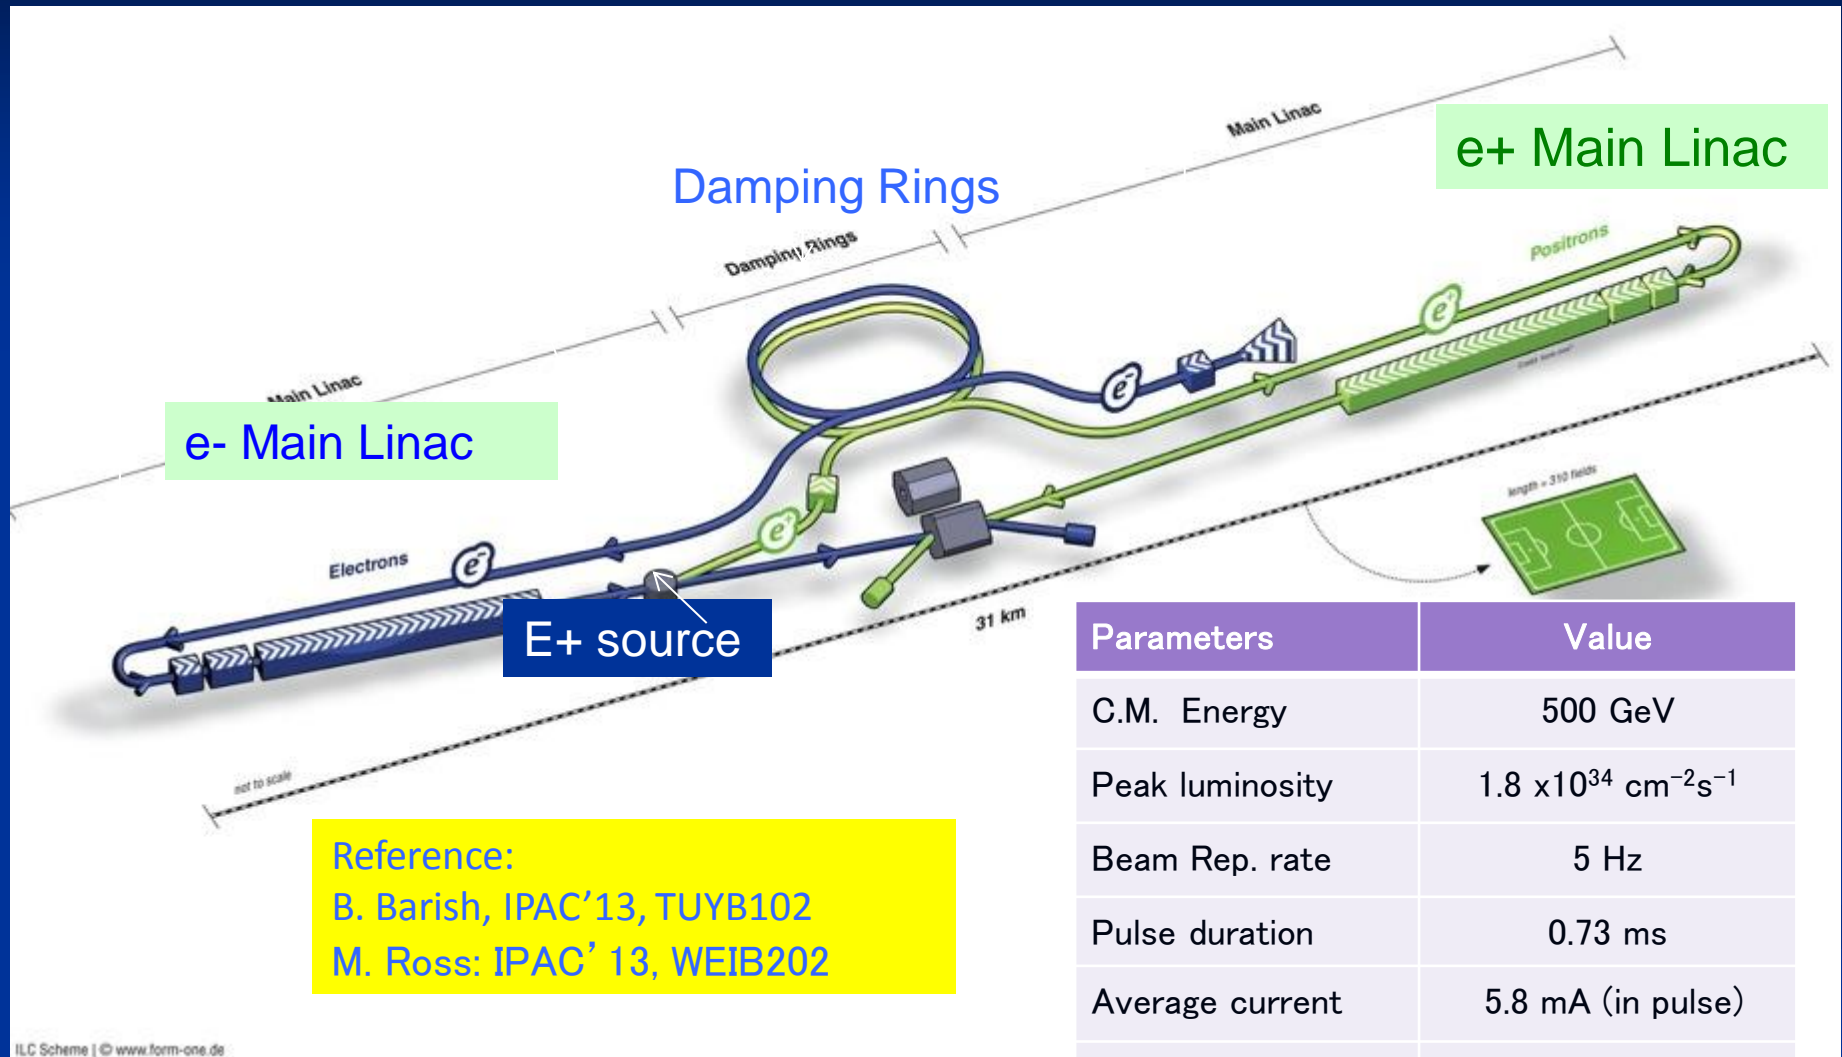 Main Linac
e+ Main Linac
Damping Rings
Damping Rings
Positrons
e+
Main Linac
e-
e- Main Linac
length = 310 fields
Electrons
e-
e+
E+ source
31 km
not to scale
Parameters Value
C.M. Energy 500 GeV
Peak luminosity 1.8 x10³⁴ cm⁻²s⁻¹
Beam Rep. rate 5 Hz
Pulse duration 0.73 ms
Average current 5.8 mA (in pulse)
Reference:
B. Barish, IPAC’13, TUYB102
M. Ross: IPAC’ 13, WEIB202
ILC Scheme | © www.form-one.de